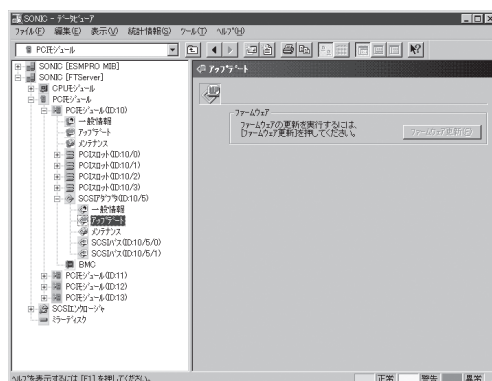 SONIC - データビューア
ファイル(F) 編集(E) 表示(V) 統計情報(S) ツール(T) ヘルプ(H)
PCIモジュール
SONIC [ESMPRO MIB]
SONIC [FTServer]
CPUモジュール
PCIモジュール
PCIモジュール(ID:10)
一般情報
アップデート
メンテナンス
PCIスロット(ID:10/0)
PCIスロット(ID:10/1)
PCIスロット(ID:10/2)
PCIスロット(ID:10/3)
SCSIアダプタ(ID:10/5)
一般情報
アップデート
メンテナンス
SCSIバス(ID:10/5/0)
SCSIバス(ID:10/5/1)
BMC
PCIモジュール(ID:11)
PCIモジュール(ID:12)
PCIモジュール(ID:13)
SCSIエンクロージャ
ミラーディスク
アップデート
ファームウェア
ファームウェアの更新を実行するには、
[ファームウェア更新]を押してください。
ファームウェア更新(E)
ヘルプを表示するには [F1] を押してください。
正常 警告 異常